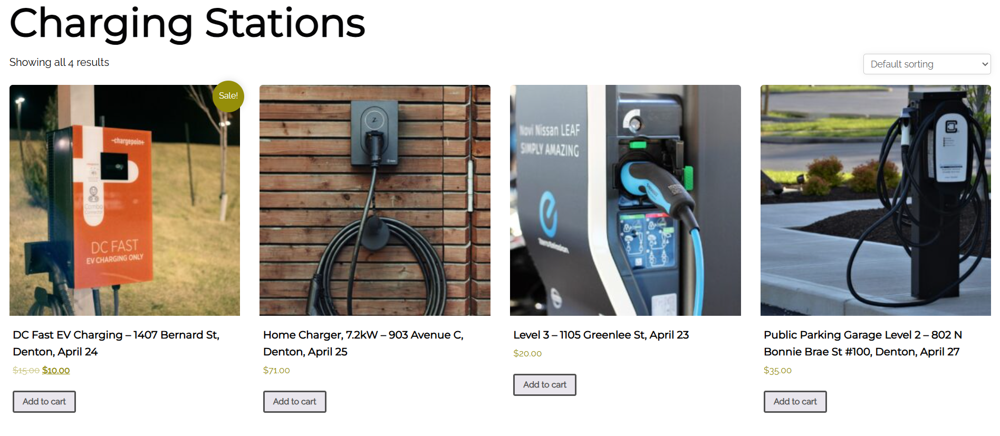 Charging Stations
Showing all 4 results
Default sorting
Sale!
-chargepoin+
Combo
DC FAST
EV CHARGING ONLY
Z
Novi Nissan LEAF
SIMPLY AMAZING
e
DC Fast EV Charging – 1407 Bernard St,
Denton, April 24
$15.00 $10.00
Add to cart
Home Charger, 7.2kW – 903 Avenue C,
Denton, April 25
$71.00
Add to cart
Level 3 – 1105 Greenlee St, April 23
$20.00
Add to cart
Public Parking Garage Level 2 – 802 N
Bonnie Brae St #100, Denton, April 27
$35.00
Add to cart